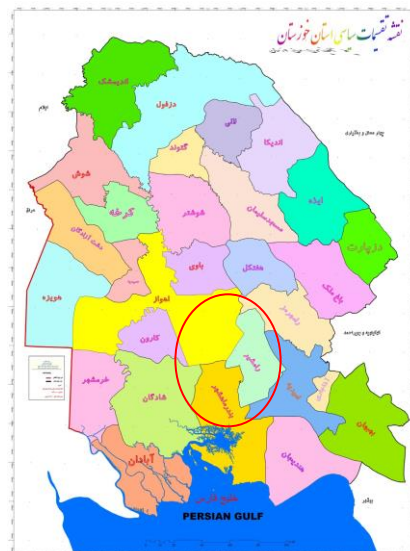 نقشه تقسیمات سیاسی استان خوزستان
اندیمشک
دزفول
لالی
اندیکا
گتوند
شوش
ایذه
کرخه
شوشتر
مسجدسلیمان
دزپارت
دشت آزادگان
هفتکل
باوی
باغ ملک
هویزه
اهواز
رامهرمز
کارون
رامشیر
خرمشهر
امیدیه
شادگان
بندرماهشهر
بهبهان
آبادان
هندیجان
خلیج فارس
PERSIAN GULF